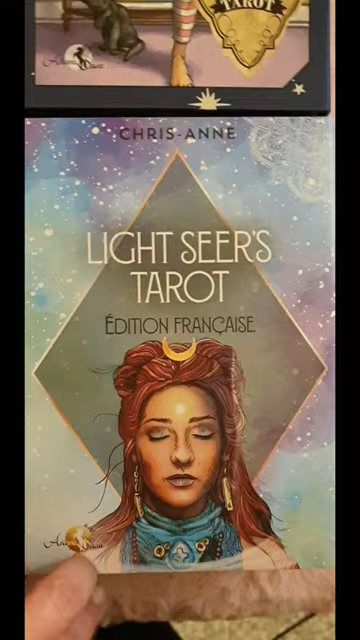 TAROT
CHRIS-ANNE
LIGHT SEER'S
TAROT
ÉDITION FRANÇAISE